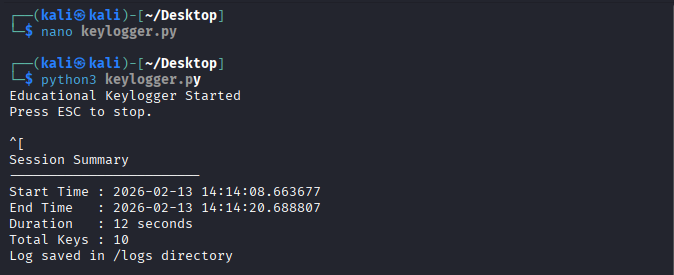 ┌──(kali㉿kali)-[~/Desktop]
└─$ nano keylogger.py
┌──(kali㉿kali)-[~/Desktop]
└─$ python3 keylogger.py
Educational Keylogger Started
Press ESC to stop.
^[
Session Summary
------------------------
Start Time : 2026-02-13 14:14:08.663677
End Time   : 2026-02-13 14:14:20.688807
Duration   : 12 seconds
Total Keys : 10
Log saved in /logs directory